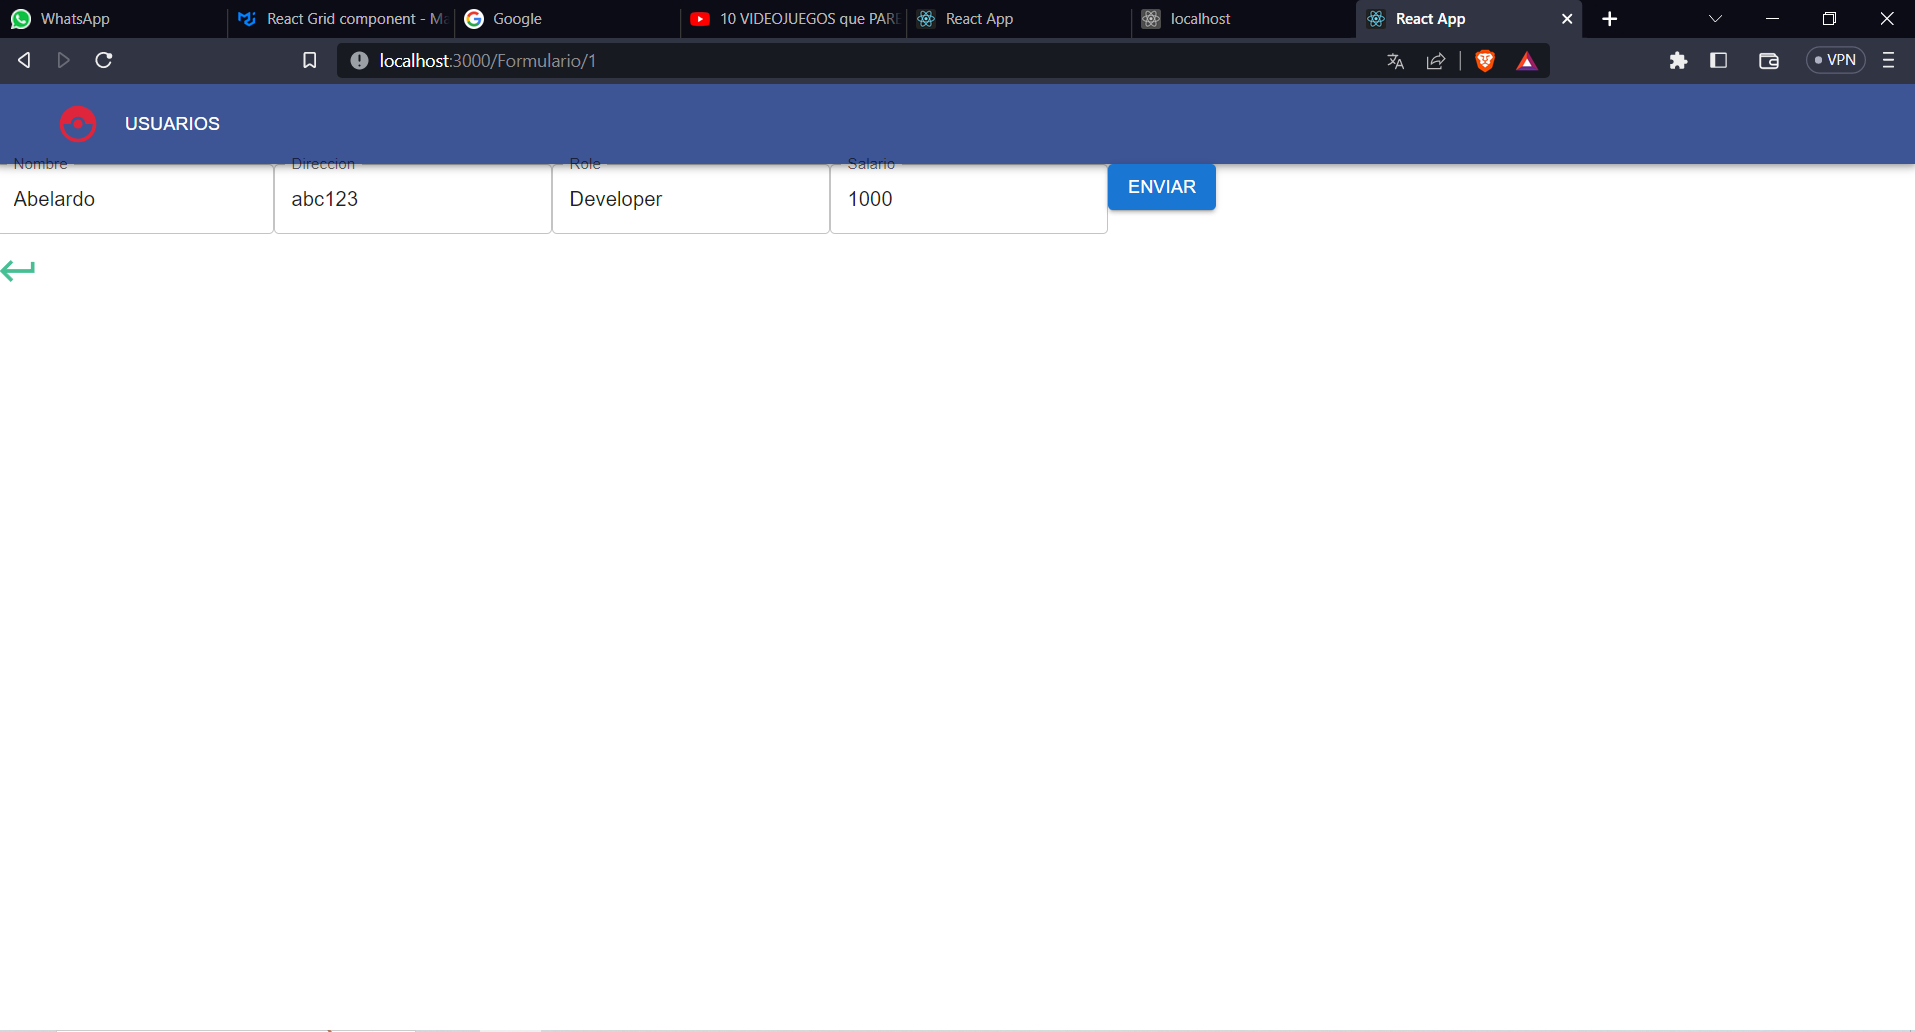 WhatsApp
React Grid component - Ma
Google
10 VIDEOJUEGOS que PARE
React App
localhost
React App
localhost:3000/Formulario/1
VPN
USUARIOS
Nombre
Direccion
Role
Salario
Abelardo
abc123
Developer
1000
ENVIAR